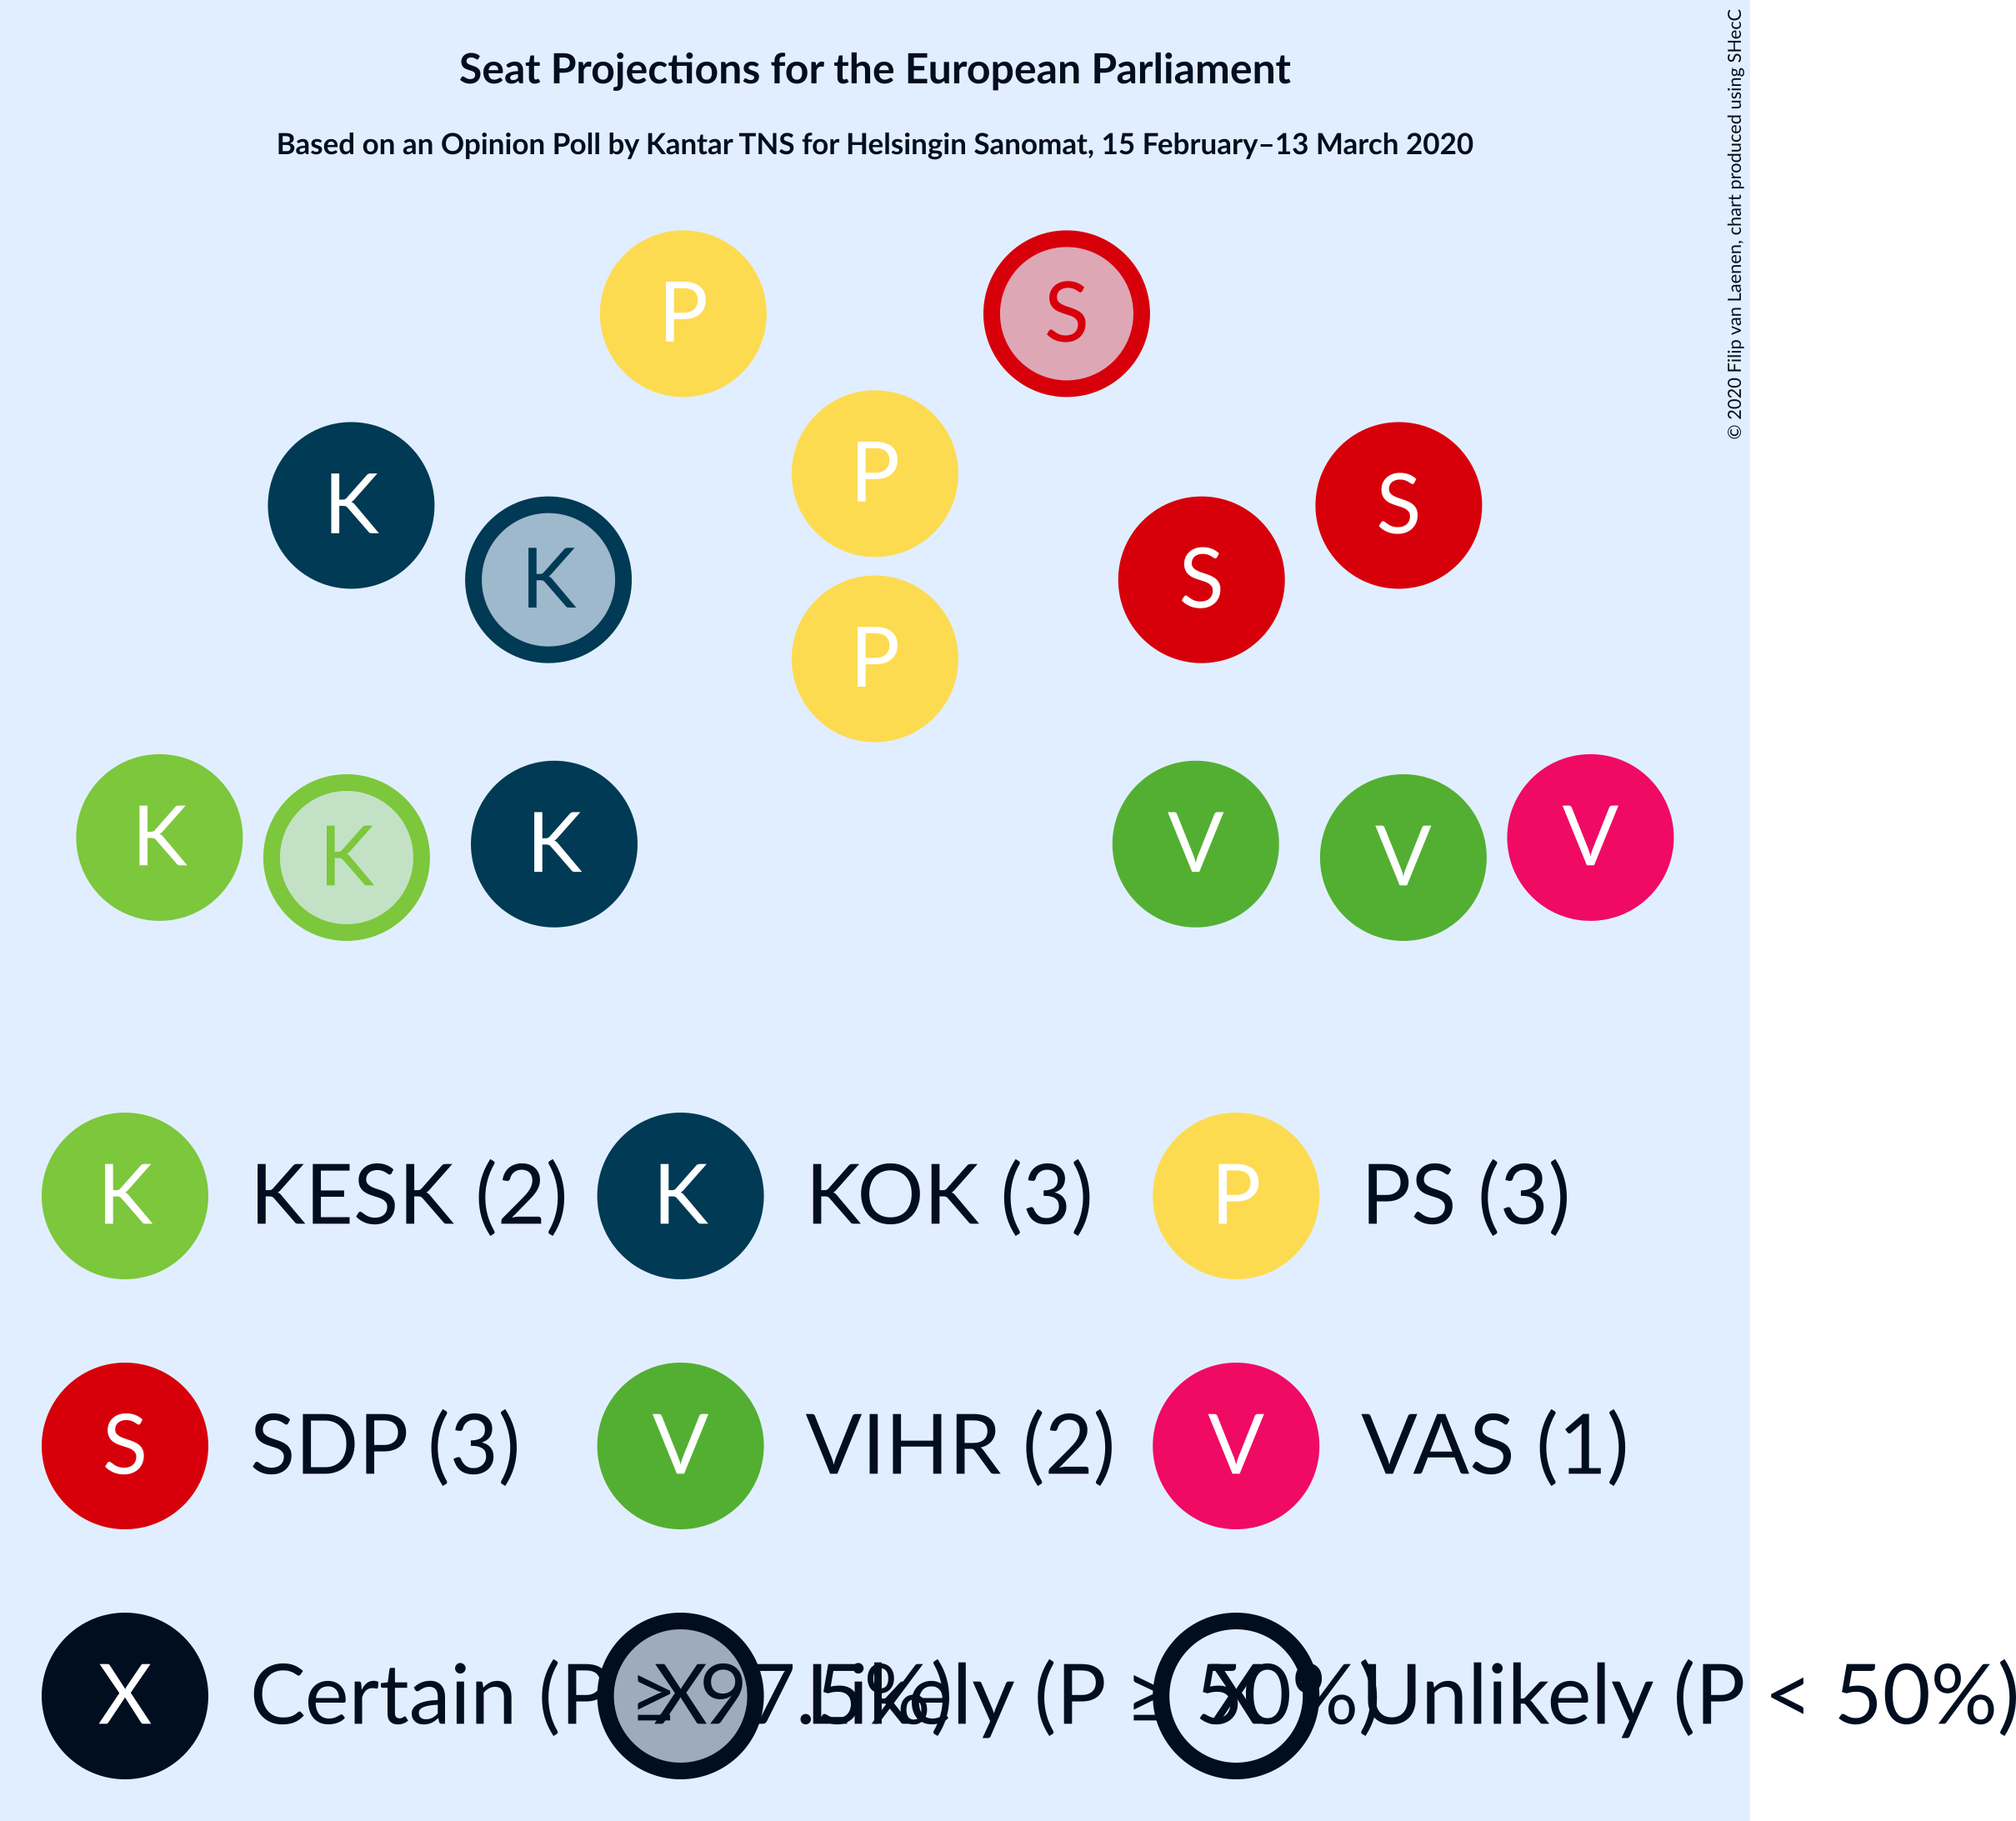 Seat Projections for the European Parliament
Based on an Opinion Poll by Kantar TNS for Helsingin Sanomat, 15 February–13 March 2020
© 2020 Filip van Laenen, chart produced using SHecC
P S
P
K S
K S
P
K V
K V
K V
K KESK (2) K KOK (3) P PS (3)
S SDP (3) V VIHR (2) V VAS (1)
X Certain (P ≥ 97.5%) X Likely (P ≥ 50%) X Unlikely (P < 50%)